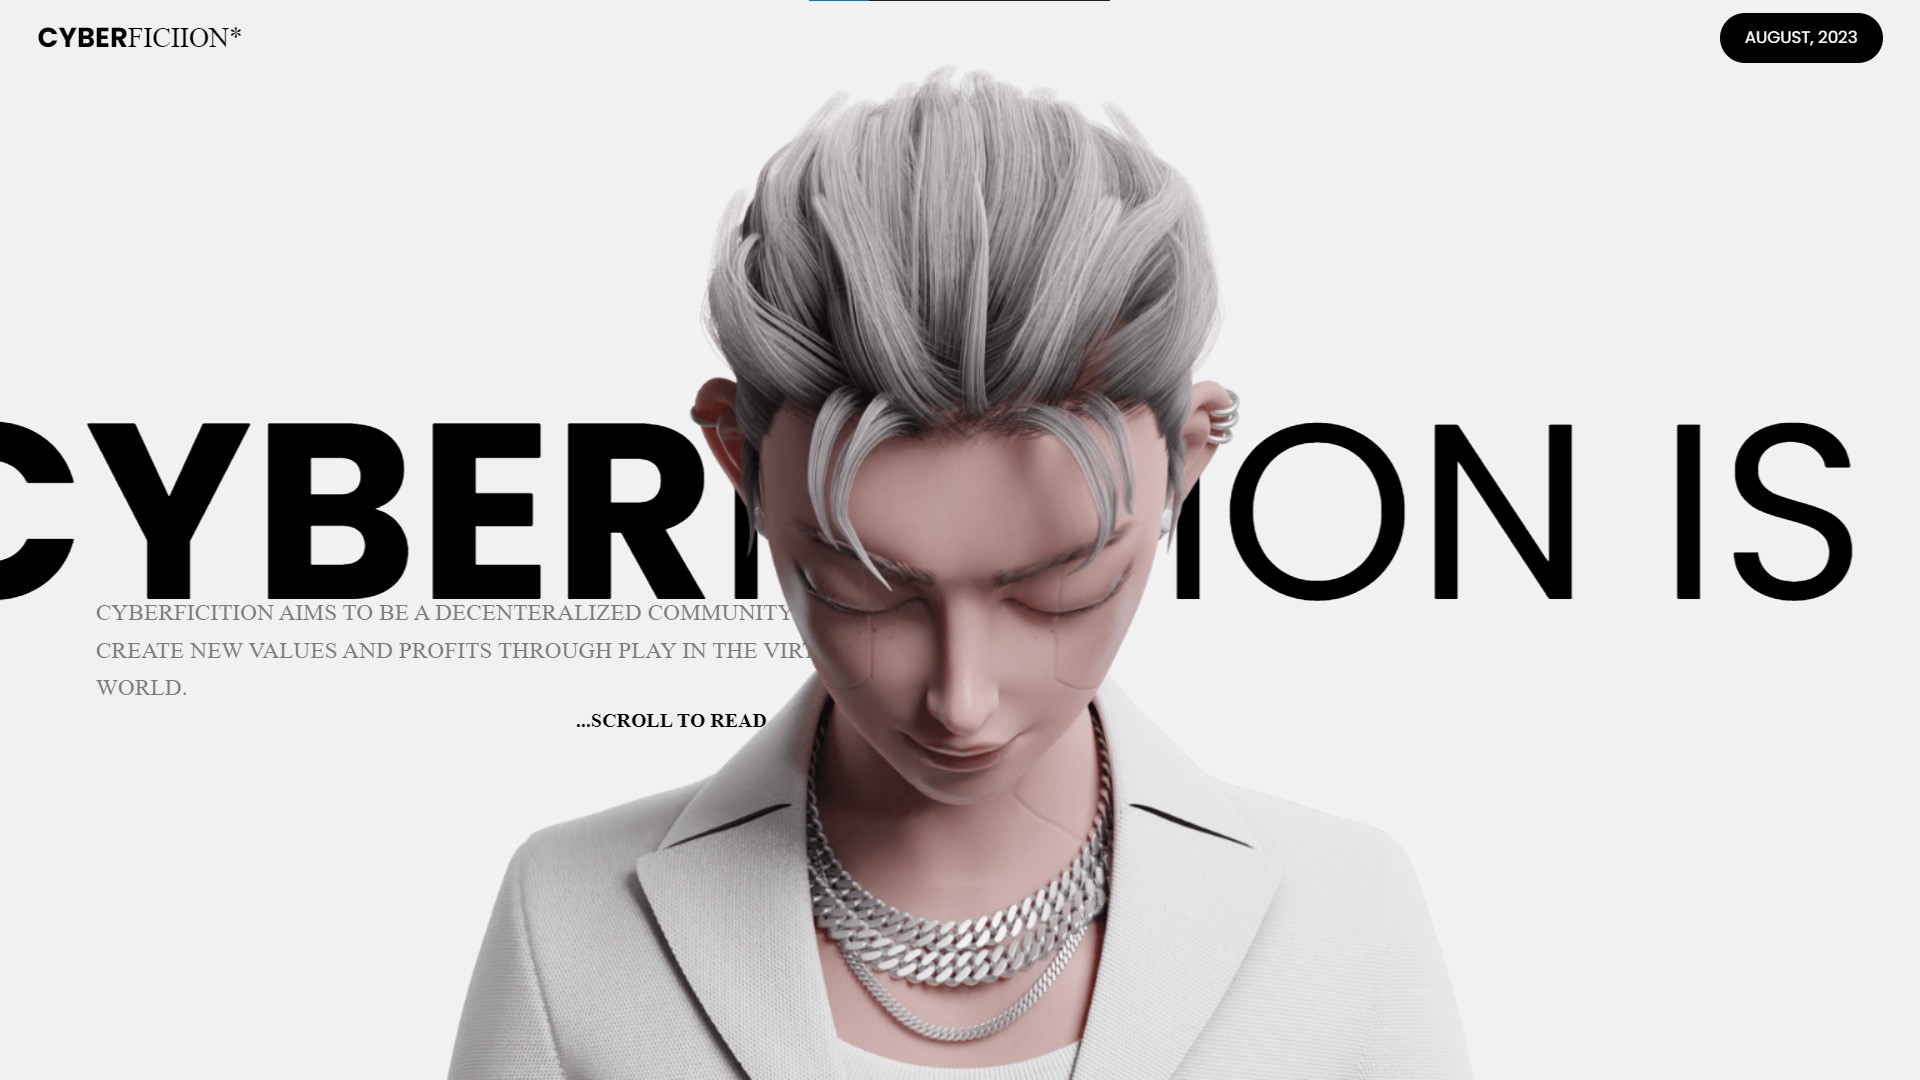 CYBERFICIION*
AUGUST, 2023
CYBER ION IS
CYBERFICITION AIMS TO BE A DECENTERALIZED COMMUNITY
CREATE NEW VALUES AND PROFITS THROUGH PLAY IN THE
WORLD.
...SCROLL TO READ